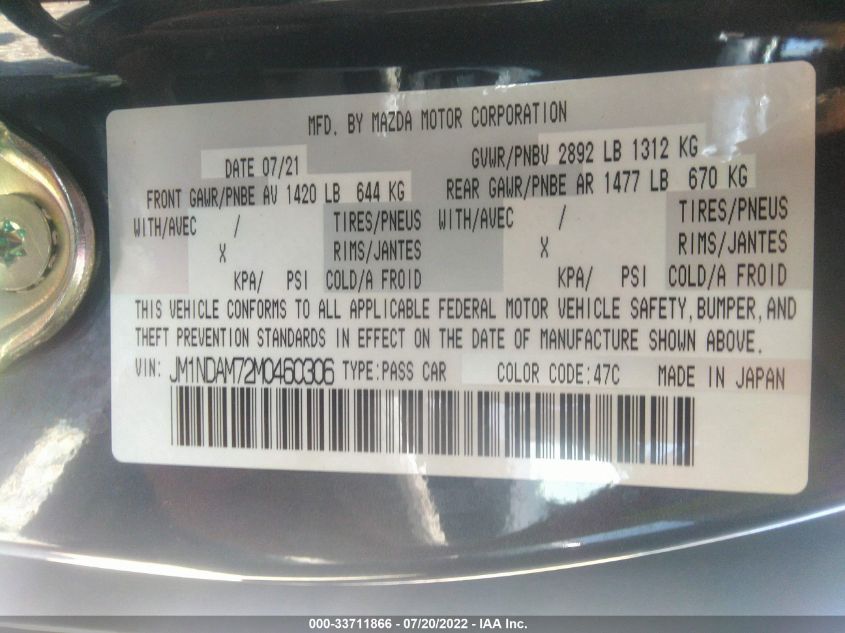 MFD. BY MAZDA MOTOR CORPORATION
DATE 07/21 GVWR/PNBV 2892 LB 1312 KG
FRONT GAWR/PNBE AV 1420 LB 644 KG REAR GAWR/PNBE AR 1477 LB 670 KG
WITH/AVEC / TIRES/PNEUS WITH/AVEC / TIRES/PNEUS
X RIMS/JANTES X RIMS/JANTES
KPA/ PSI COLD/A FROID KPA/ PSI COLD/A FROID
THIS VEHICLE CONFORMS TO ALL APPLICABLE FEDERAL MOTOR VEHICLE SAFETY, BUMPER, AND
THEFT PREVENTION STANDARDS IN EFFECT ON THE DATE OF MANUFACTURE SHOWN ABOVE.
VIN: JM1NDAM72M0460306 TYPE:PASS CAR COLOR CODE:47C MADE IN JAPAN
000-33711866 - 07/20/2022 - IAA Inc.